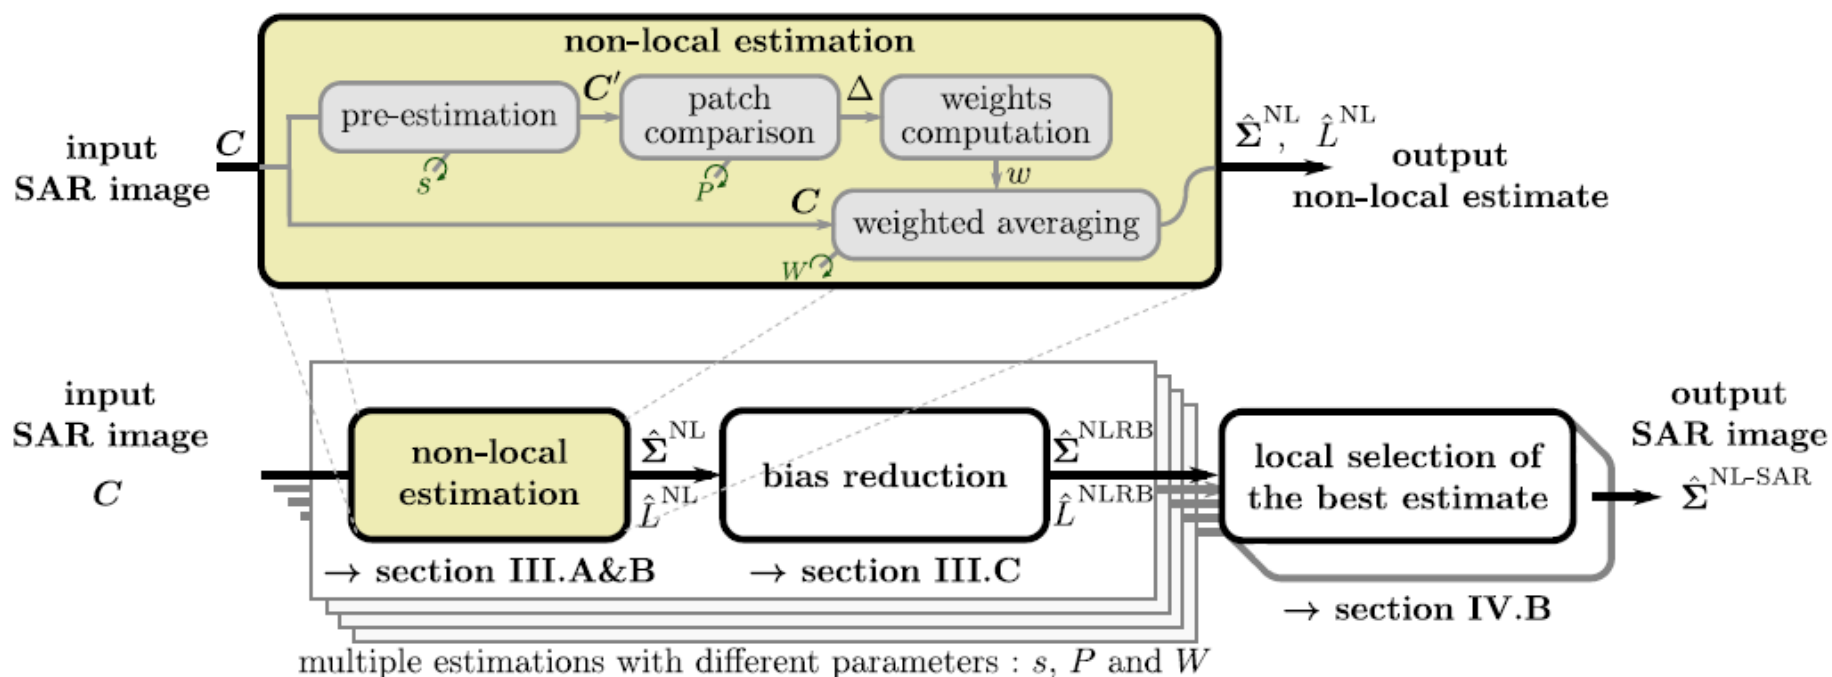 non-local estimation
input
SAR image
C
pre-estimation
s
C′
patch
comparison
P
Δ
weights
computation
w
C
weighted averaging
W
Σ̂^NL, L̂^NL
output
non-local estimate
input
SAR image
C
non-local
estimation
Σ̂^NL
L̂^NL
bias reduction
Σ̂^NLRB
L̂^NLRB
local selection of
the best estimate
output
SAR image
Σ̂^NL-SAR
→ section III.A&B
→ section III.C
→ section IV.B
multiple estimations with different parameters : s, P and W